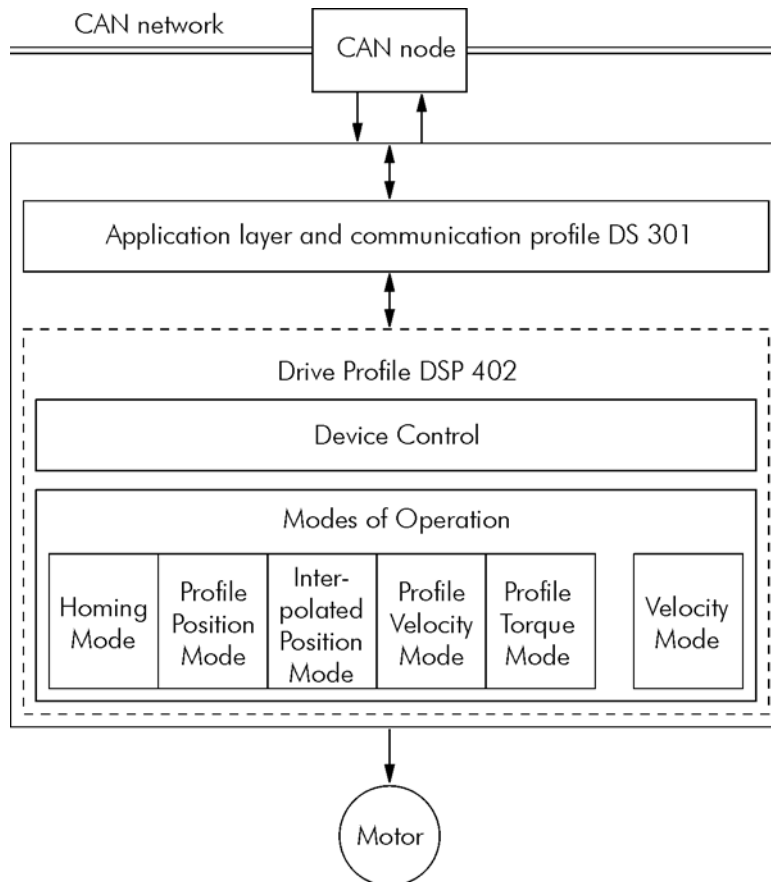 CAN network
CAN node
Application layer and communication profile DS 301
Drive Profile DSP 402
Device Control
Modes of Operation
Homing
Mode
Profile
Position
Mode
Inter-
polated
Position
Mode
Profile
Velocity
Mode
Profile
Torque
Mode
Velocity
Mode
Motor